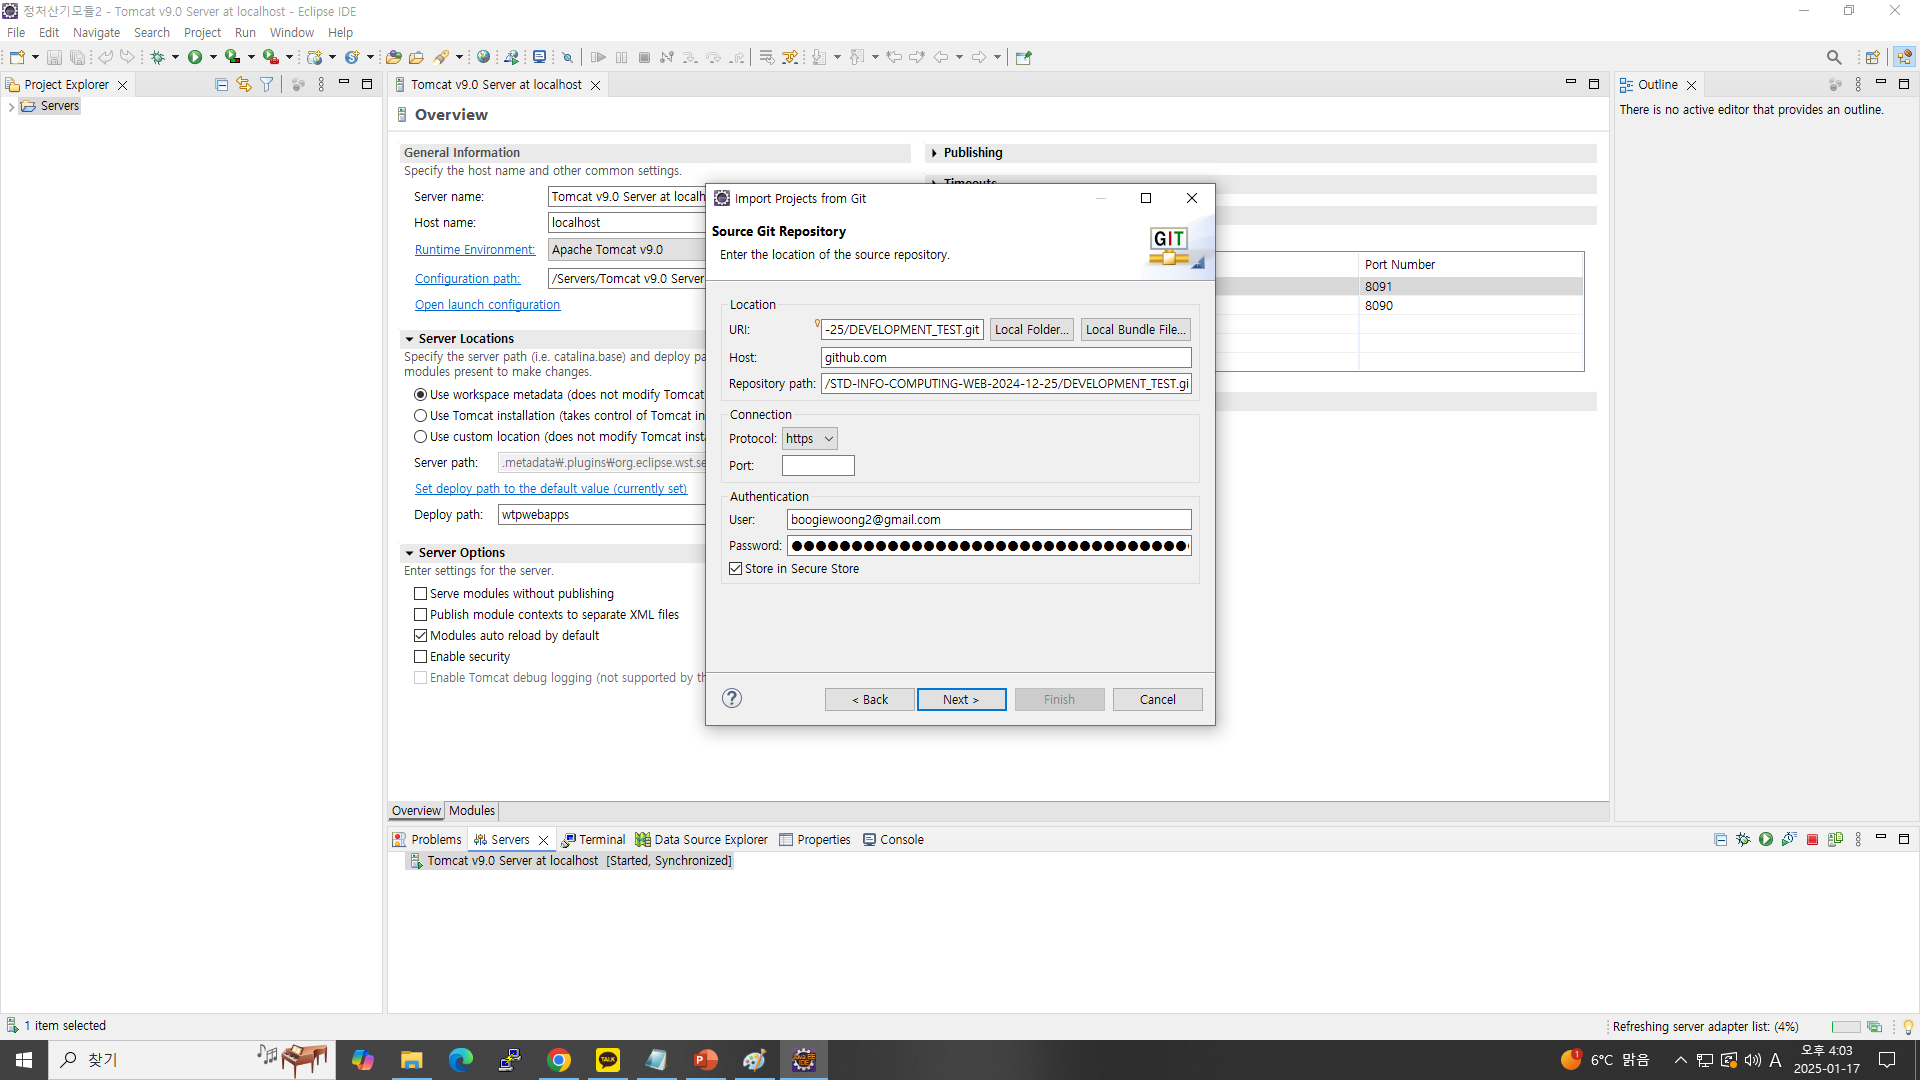 정처산기모듈2 - Tomcat v9.0 Server at localhost - Eclipse IDE
File Edit Navigate Search Project Run Window Help
Project Explorer
Servers
Tomcat v9.0 Server at localhost
Overview
General Information
Specify the host name and other common settings.
Server name: Tomcat v9.0 Server at localh
Host name: localhost
Runtime Environment: Apache Tomcat v9.0
Configuration path: /Servers/Tomcat v9.0 Server
Open launch configuration
Server Locations
Specify the server path (i.e. catalina.base) and deploy pa
modules present to make changes.
Use workspace metadata (does not modify Tomcat
Use Tomcat installation (takes control of Tomcat in
Use custom location (does not modify Tomcat inst
Server path: .metadata₩.plugins₩org.eclipse.wst.se
Set deploy path to the default value (currently set)
Deploy path: wtpwebapps
Server Options
Enter settings for the server.
Serve modules without publishing
Publish module contexts to separate XML files
Modules auto reload by default
Enable security
Enable Tomcat debug logging (not supported by th
Publishing
Timeouts
Port Number
8091
8090
Import Projects from Git
Source Git Repository
Enter the location of the source repository.
GIT
Location
URI: -25/DEVELOPMENT_TEST.git Local Folder... Local Bundle File...
Host: github.com
Repository path: /STD-INFO-COMPUTING-WEB-2024-12-25/DEVELOPMENT_TEST.gi
Connection
Protocol: https
Port:
Authentication
User: boogiewoong2@gmail.com
Password: ●●●●●●●●●●●●●●●●●●●●●●●●●●●●●●●●●
Store in Secure Store
< Back Next > Finish Cancel
Outline
There is no active editor that provides an outline.
Overview Modules
Problems Servers Terminal Data Source Explorer Properties Console
Tomcat v9.0 Server at localhost [Started, Synchronized]
1 item selected
Refreshing server adapter list: (4%)
찾기
TALK
1
6°C 맑음
A
오후 4:03
2025-01-17